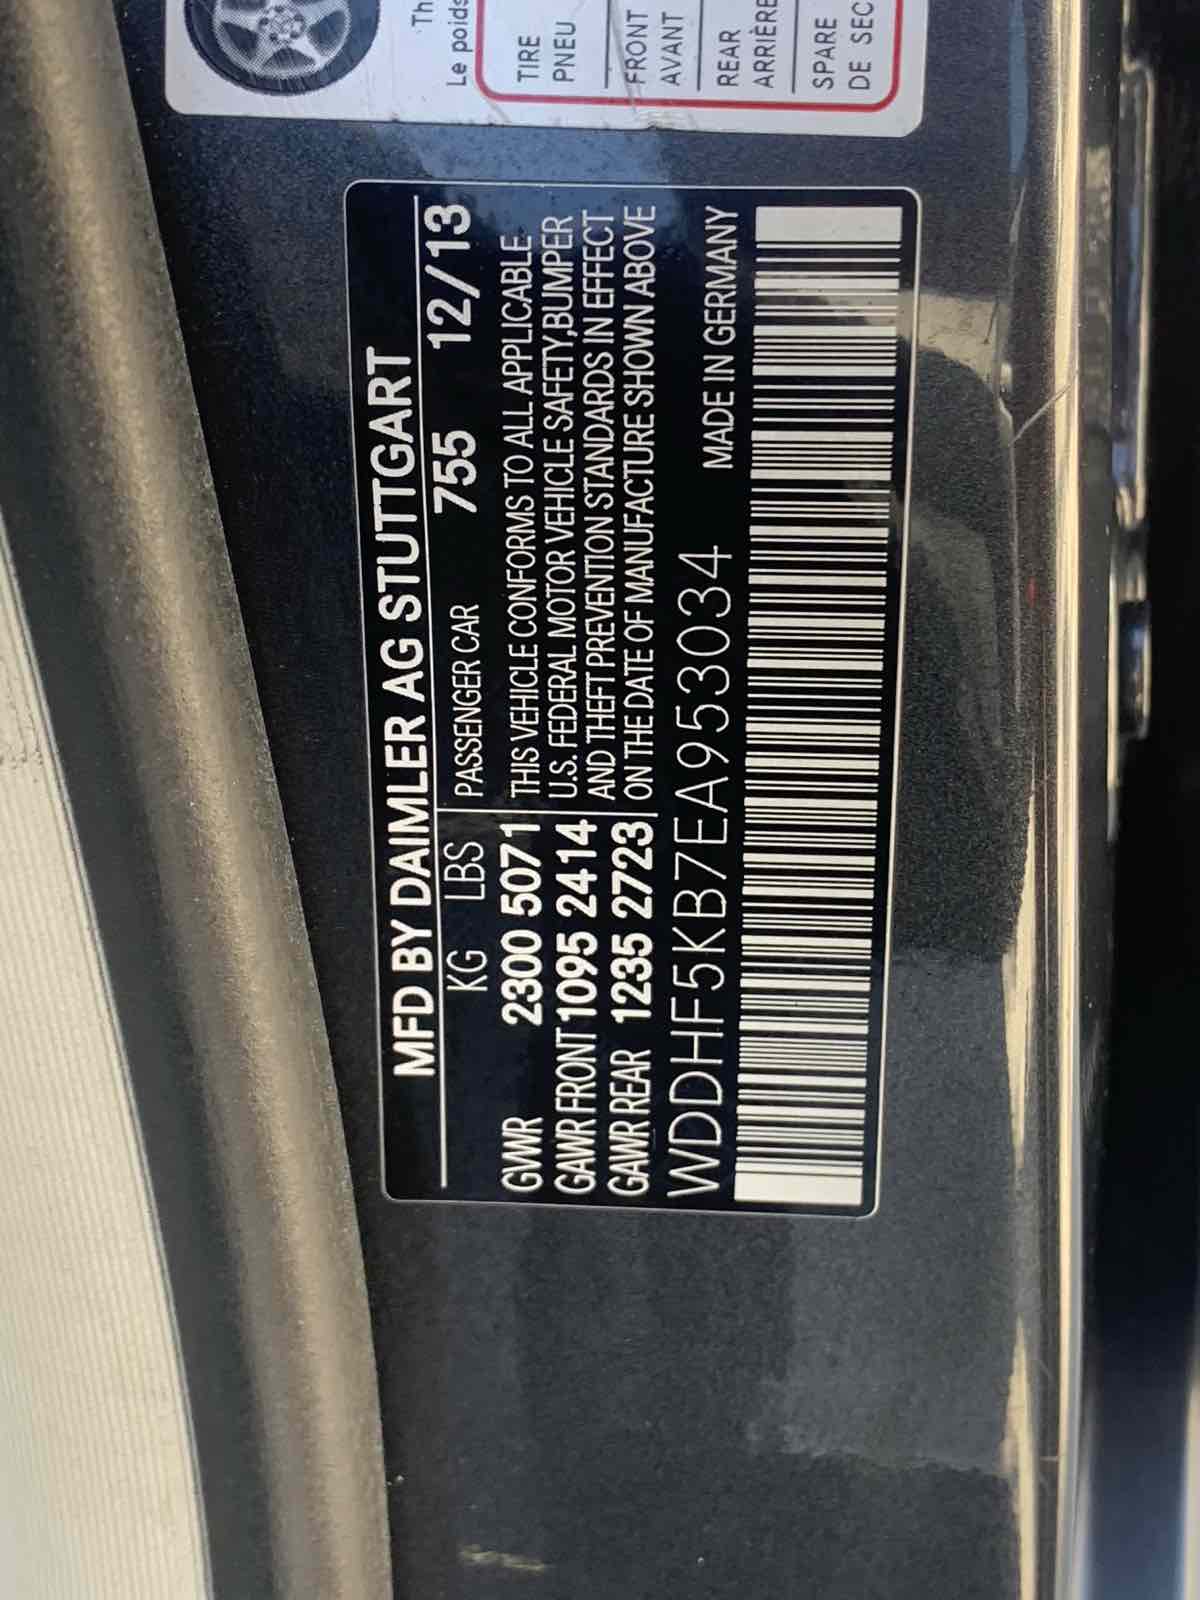 Th
Le poids
TIRE
PNEU
FRONT
AVANT
REAR
ARRIÈRE
SPARE
DE SEC
MFD BY DAIMLER AG STUTTGART
KG LBS PASSENGER CAR 755 12/13
GVWR 2300 5071 THIS VEHICLE CONFORMS TO ALL APPLICABLE
GAWR FRONT 1095 2414 U.S. FEDERAL MOTOR VEHICLE SAFETY,BUMPER
GAWR REAR 1235 2723 AND THEFT PREVENTION STANDARDS IN EFFECT
ON THE DATE OF MANUFACTURE SHOWN ABOVE
WDDHF5KB7EA953034 MADE IN GERMANY